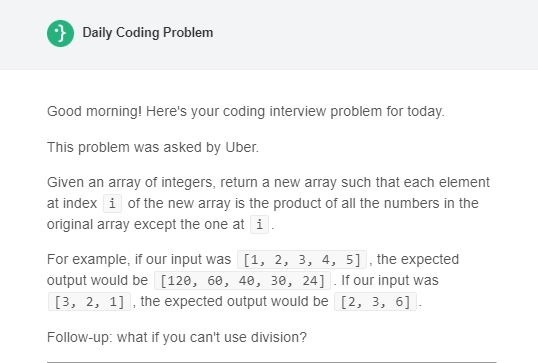 Daily Coding Problem
Good morning! Here's your coding interview problem for today.
This problem was asked by Uber.
Given an array of integers, return a new array such that each element
at index i of the new array is the product of all the numbers in the
original array except the one at i .
For example, if our input was [1, 2, 3, 4, 5] , the expected
output would be [120, 60, 40, 30, 24] . If our input was
[3, 2, 1] , the expected output would be [2, 3, 6] .
Follow-up: what if you can't use division?